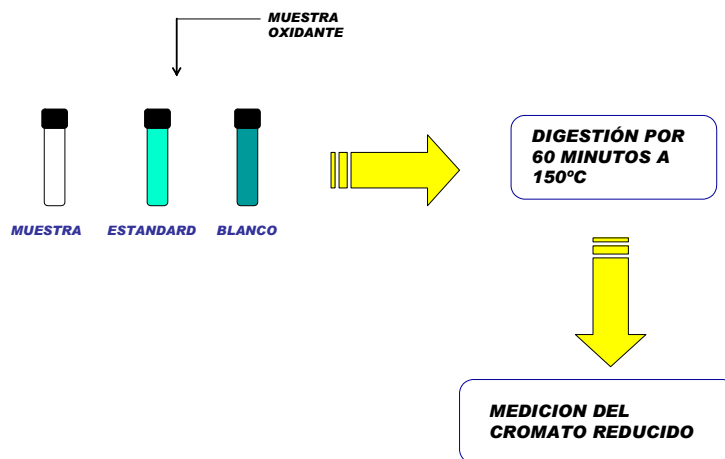 MUESTRA
OXIDANTE
MUESTRA
ESTANDARD
BLANCO
DIGESTIÓN POR
60 MINUTOS A
150ºC
MEDICION DEL
CROMATO REDUCIDO